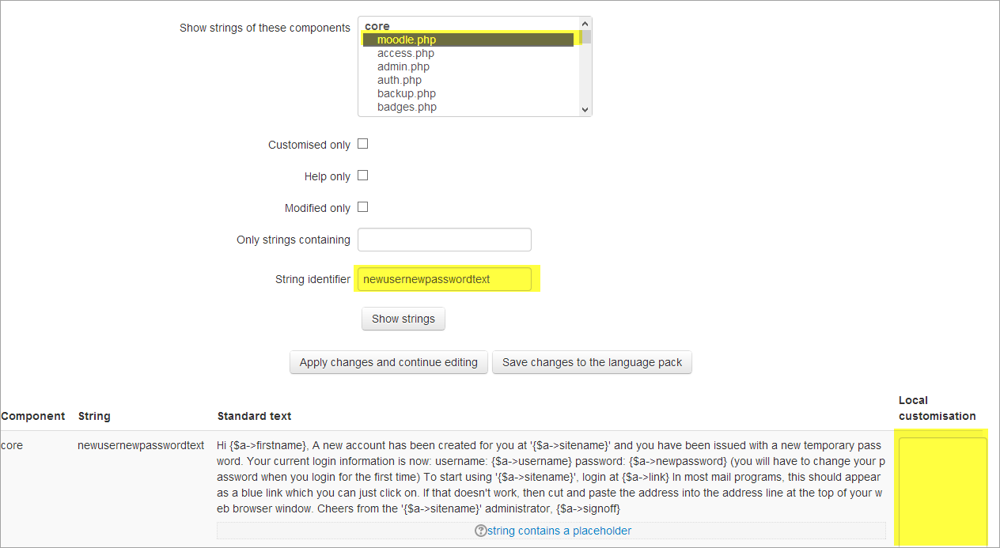 Show strings of these components
core
moodle.php
access.php
admin.php
auth.php
backup.php
badges.php
Customised only
Help only
Modified only
Only strings containing
String identifier newusernewpasswordtext
Show strings
Apply changes and continue editing Save changes to the language pack
Component String Standard text Local customisation
core newusernewpasswordtext Hi {$a->firstname}, A new account has been created for you at '{$a->sitename}' and you have been issued with a new temporary pass
word. Your current login information is now: username: {$a->username} password: {$a->newpassword} (you will have to change your p
assword when you login for the first time) To start using '{$a->sitename}', login at {$a->link} In most mail programs, this should appear
as a blue link which you can just click on. If that doesn't work, then cut and paste the address into the address line at the top of your w
eb browser window. Cheers from the '{$a->sitename}' administrator, {$a->signoff}
?string contains a placeholder